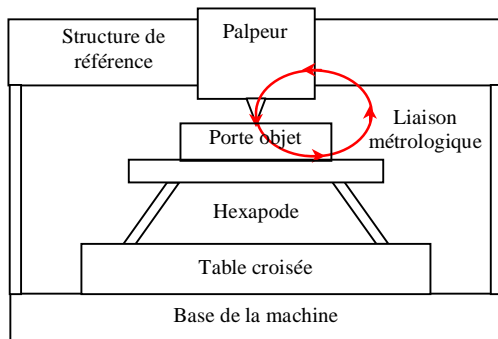 Structure de
référence
Palpeur
Liaison
métrologique
Porte objet
Hexapode
Table croisée
Base de la machine